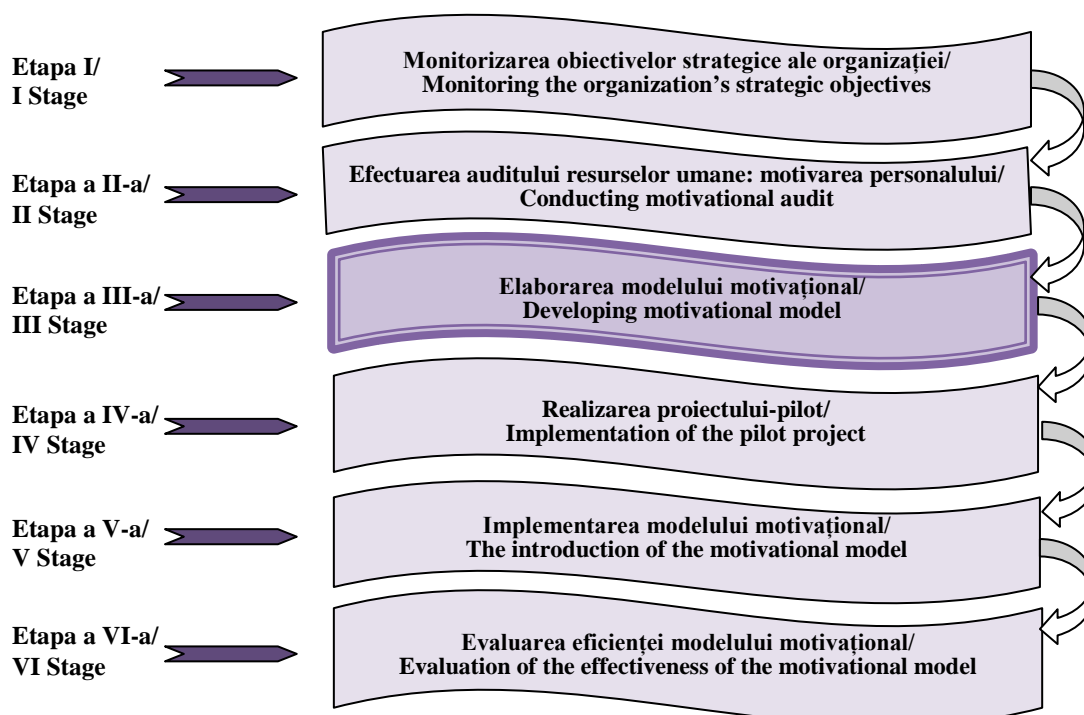 Etapa I/
I Stage
Monitorizarea obiectivelor strategice ale organizației/
Monitoring the organization's strategic objectives
Etapa a II-a/
II Stage
Efectuarea auditului resurselor umane: motivarea personalului/
Conducting motivational audit
Etapa a III-a/
III Stage
Elaborarea modelului motivațional/
Developing motivational model
Etapa a IV-a/
IV Stage
Realizarea proiectului-pilot/
Implementation of the pilot project
Etapa a V-a/
V Stage
Implementarea modelului motivațional/
The introduction of the motivational model
Etapa a VI-a/
VI Stage
Evaluarea eficienței modelului motivațional/
Evaluation of the effectiveness of the motivational model